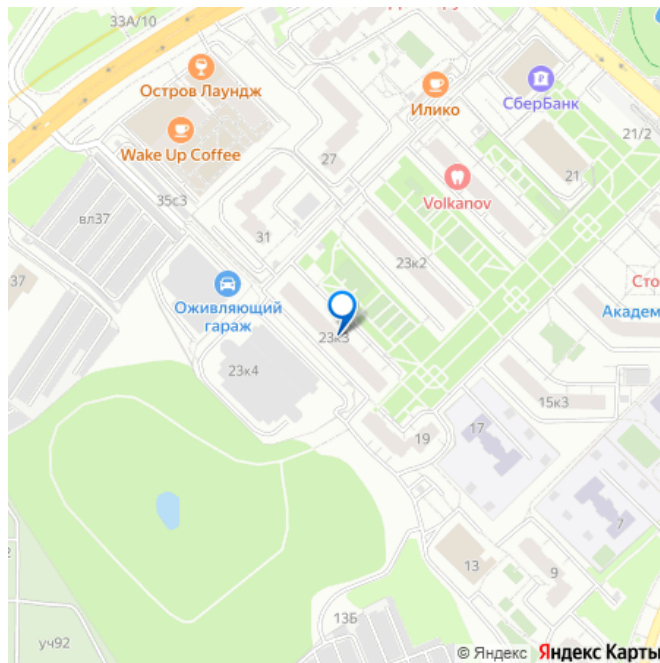 33А/10
Остров Лаундж
Илико
СберБанк
Wake Up Coffee
21/2
27
21
Volkanov
35с3
вл37
31
23к2
37
Сто
Оживляющий
гараж
Академ
23к3
23к4
15к3
19
17
7
13
9
13Б
уч92
© Яндекс Яндекс Карты